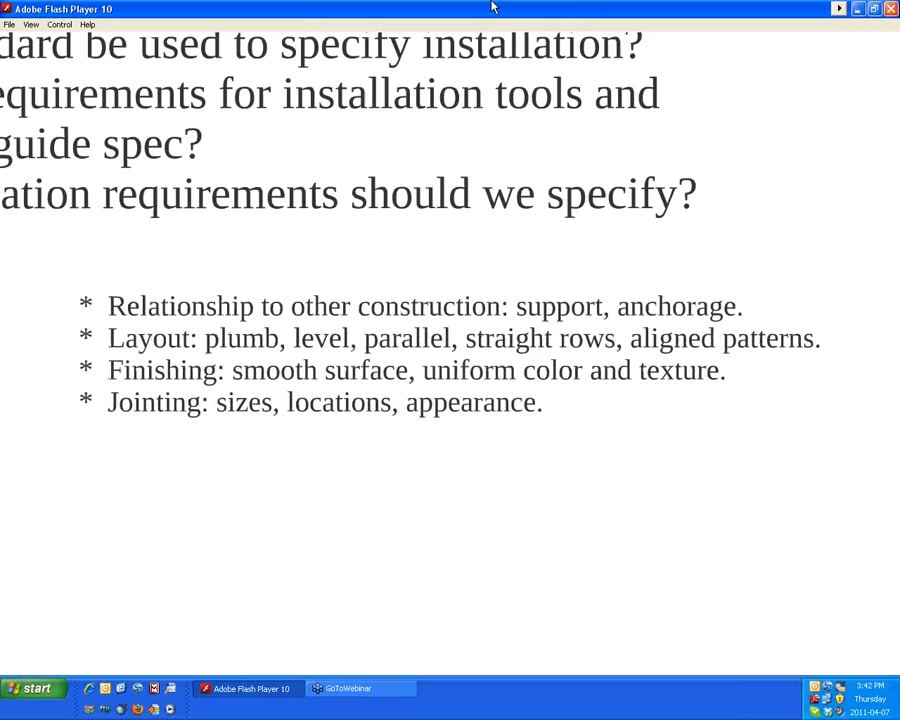 Adobe Flash Player 10
File View Control Help
dard be used to specify installation?
equirements for installation tools and
guide spec?
ation requirements should we specify?
* Relationship to other construction: support, anchorage.
* Layout: plumb, level, parallel, straight rows, aligned patterns.
* Finishing: smooth surface, uniform color and texture.
* Jointing: sizes, locations, appearance.
start
Adobe Flash Player 10
GoToWebinar
3:42 PM
Thursday
2011-04-07